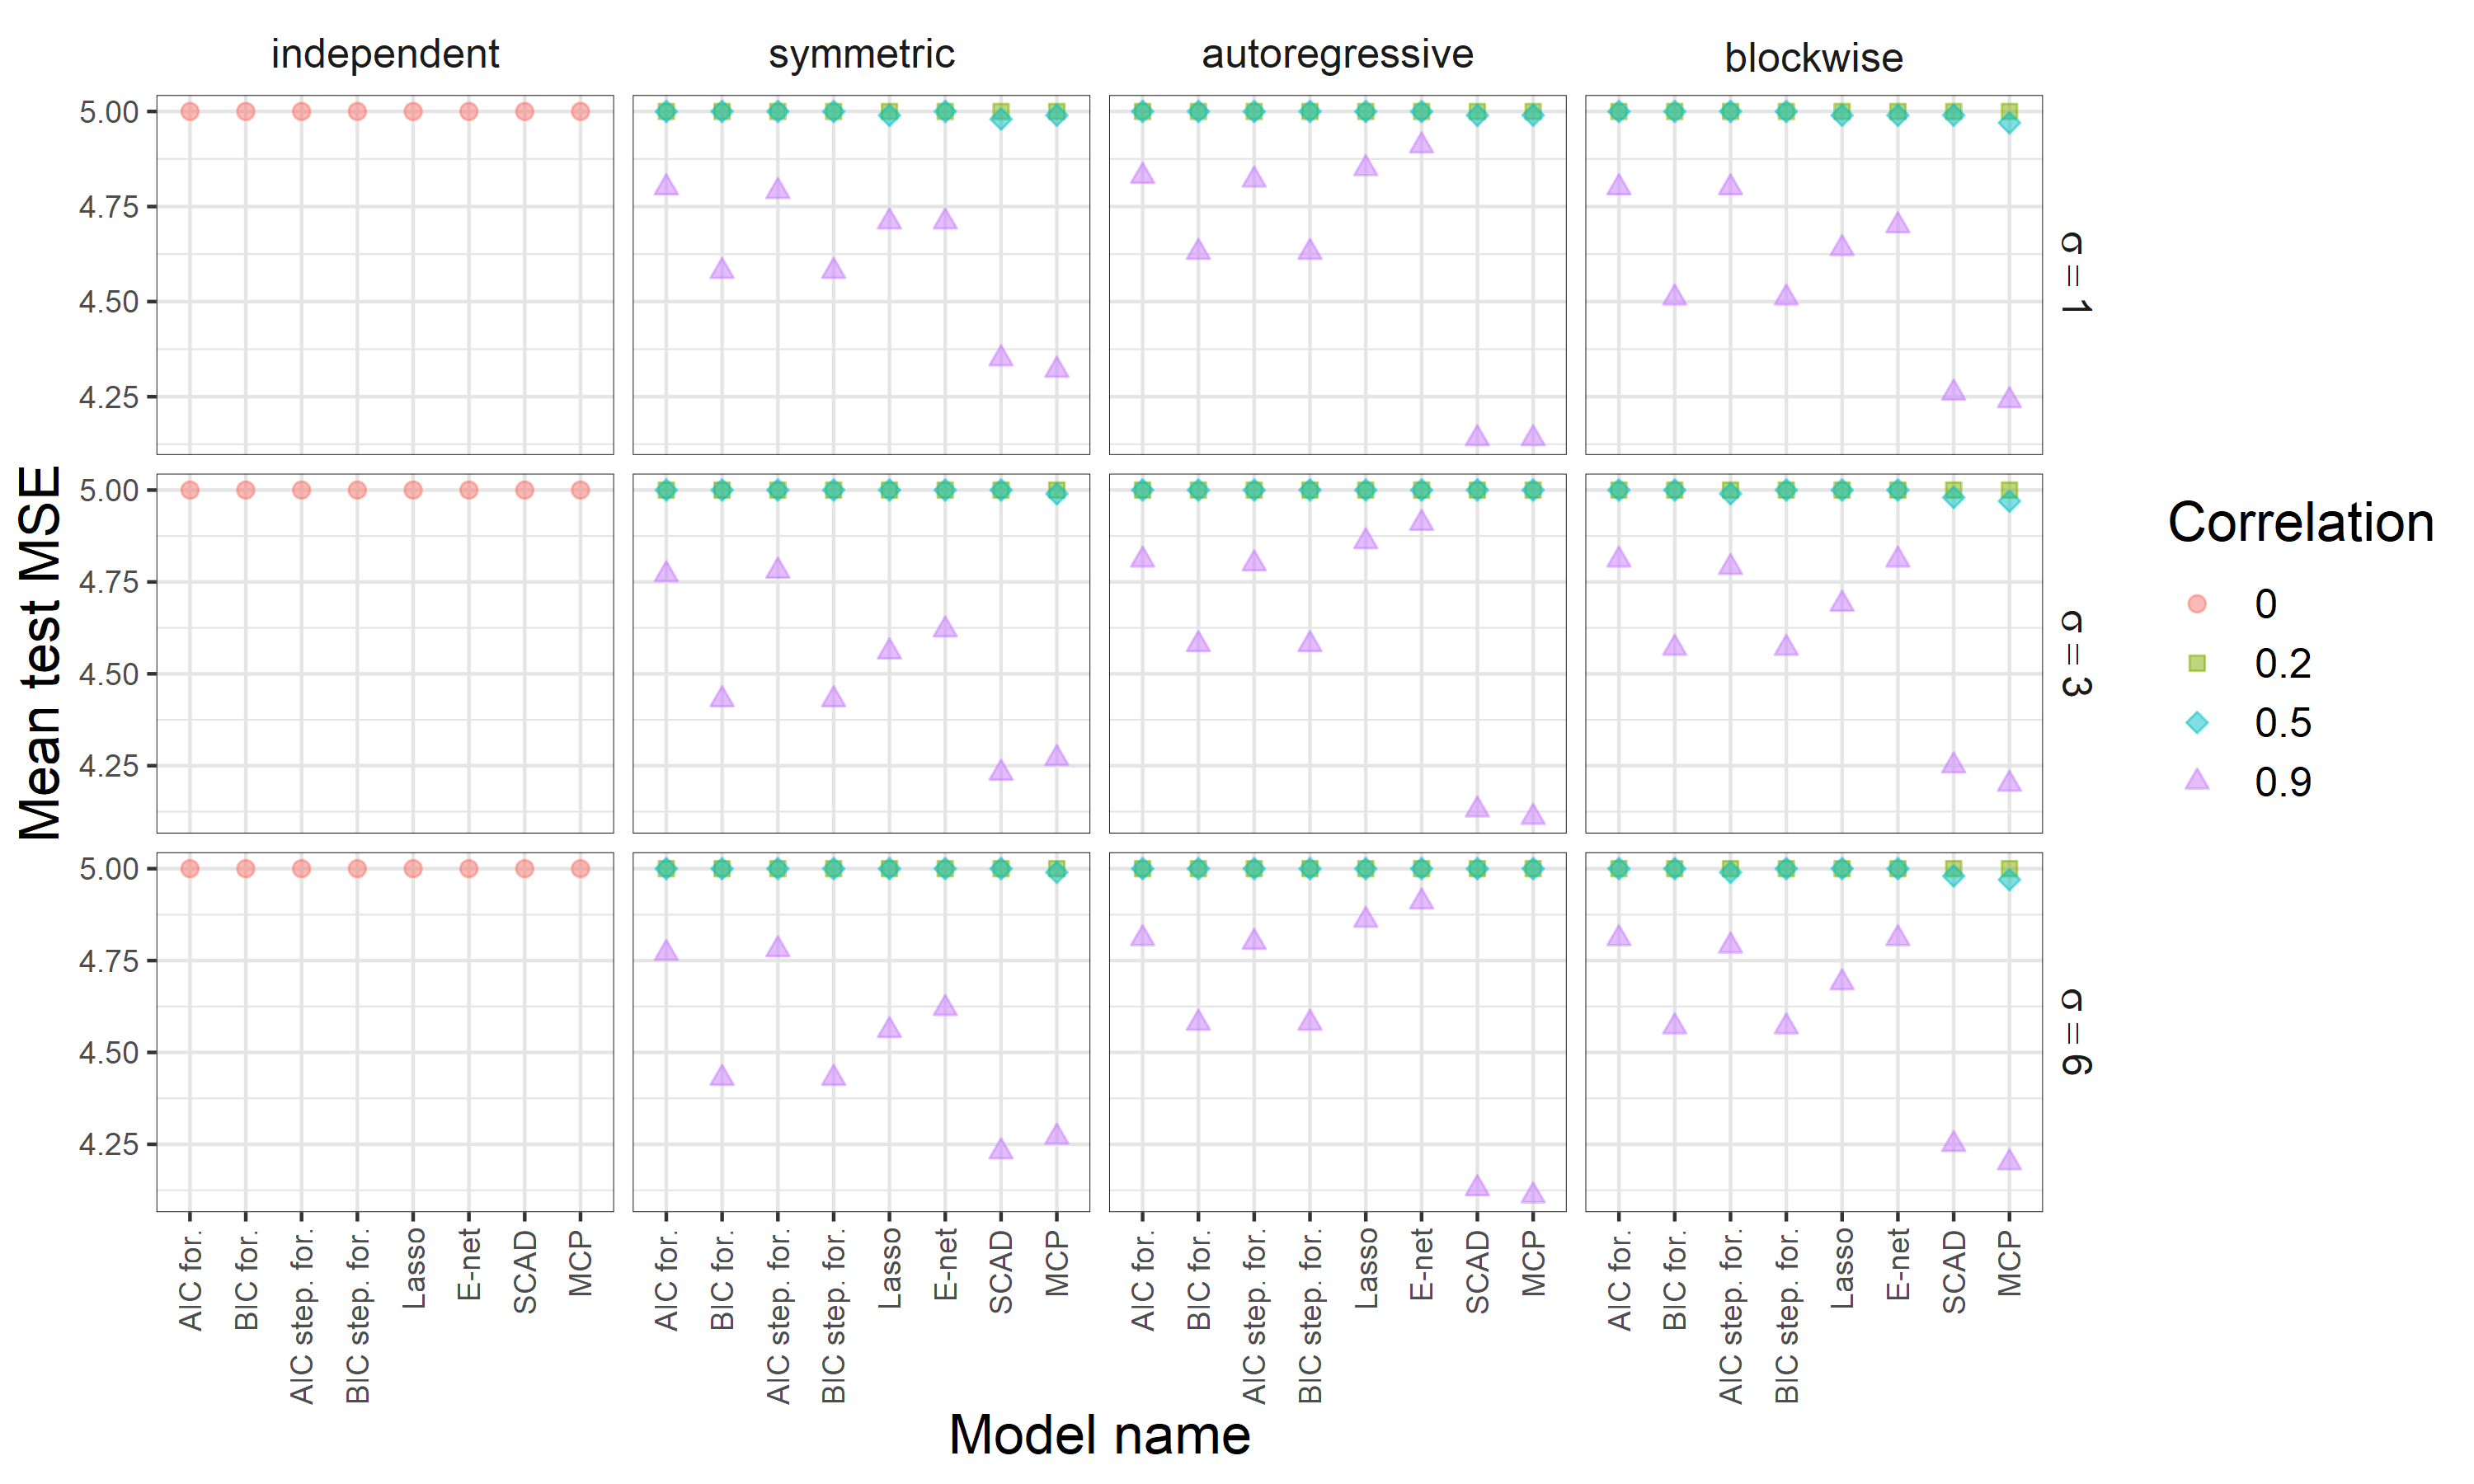 independent symmetric autoregressive blockwise
5.00
4.75
4.50
4.25
σ = 1
5.00
4.75
4.50
4.25
σ = 3
5.00
4.75
4.50
4.25
σ = 6
Mean test MSE
AIC for. BIC for. AIC step. for. BIC step. for. Lasso E-net SCAD MCP
AIC for. BIC for. AIC step. for. BIC step. for. Lasso E-net SCAD MCP
AIC for. BIC for. AIC step. for. BIC step. for. Lasso E-net SCAD MCP
AIC for. BIC for. AIC step. for. BIC step. for. Lasso E-net SCAD MCP
Model name
Correlation
0
0.2
0.5
0.9